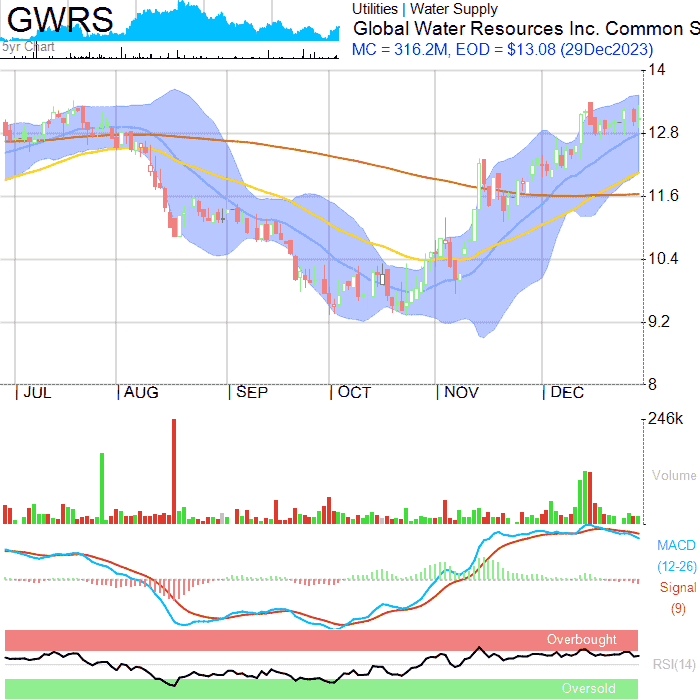 GWRS
5yr Chart
Utilities | Water Supply
Global Water Resources Inc. Common S
MC = 316.2M, EOD = $13.08 (29Dec2023)
14
12.8
11.6
10.4
9.2
8
JUL AUG SEP OCT NOV DEC
246k
Volume
MACD
(12-26)
Signal
(9)
Overbought
RSI(14)
Oversold